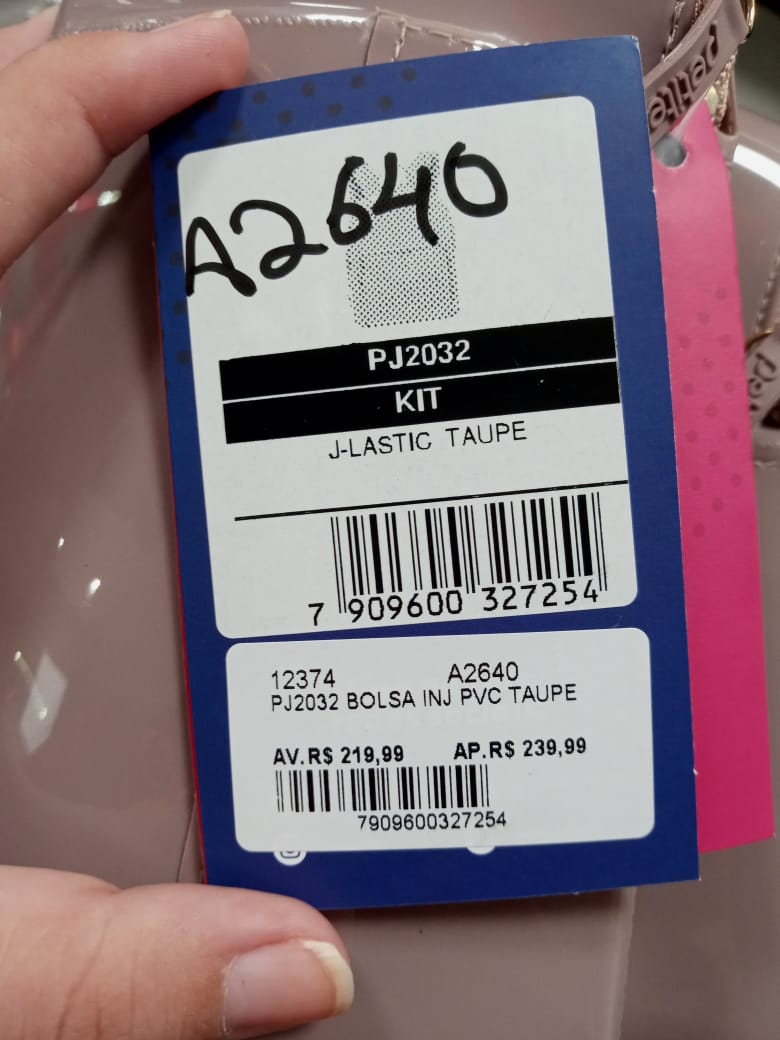 petite
A2640
PJ2032
KIT
J-LASTIC TAUPE
7 909600 327254
12374 A2640
PJ2032 BOLSA INJ PVC TAUPE
AV.R$ 219,99 AP.R$ 239,99
7909600327254